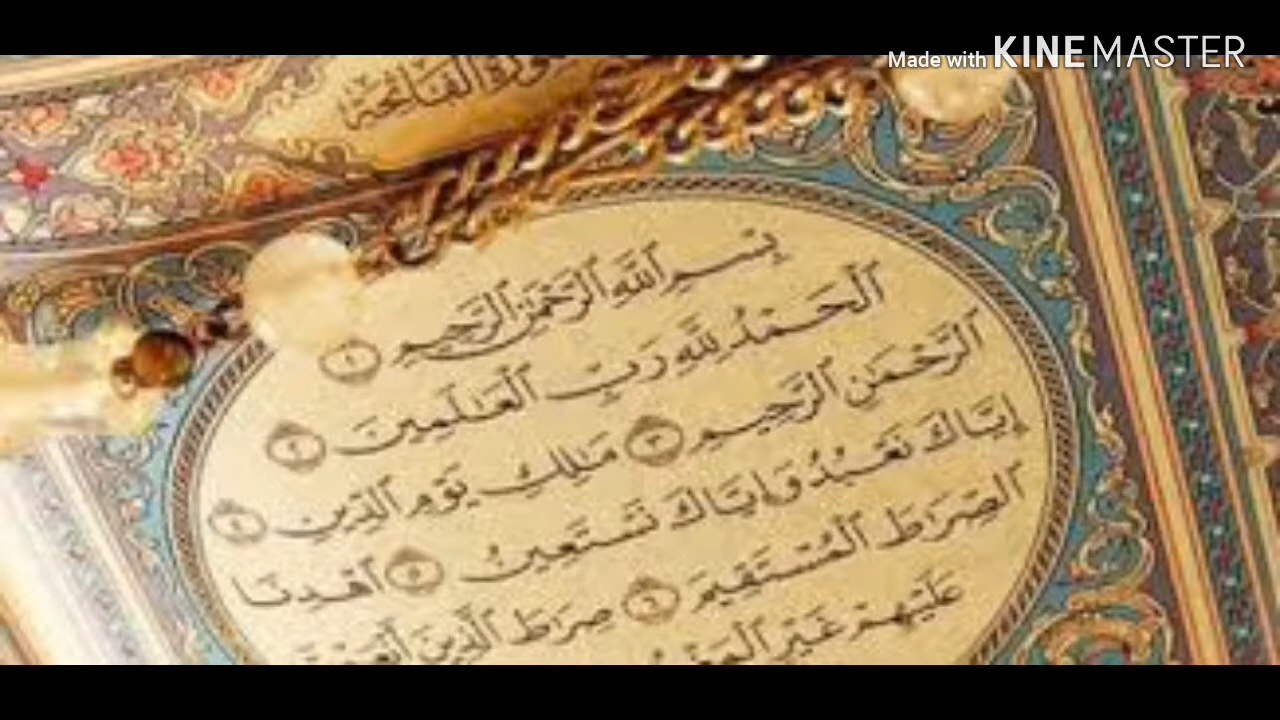 Made with KINEMASTER
سورة الفاتحة
بِسْمِ ٱللَّهِ ٱلرَّحْمَٰنِ ٱلرَّحِيمِ ١
ٱلْحَمْدُ لِلَّهِ رَبِّ ٱلْعَٰلَمِينَ ٢
ٱلرَّحْمَٰنِ ٱلرَّحِيمِ ٣ مَٰلِكِ يَوْمِ ٱلدِّينِ ٤
إِيَّاكَ نَعْبُدُ وَإِيَّاكَ نَسْتَعِينُ ٥ ٱهْدِنَا
ٱلصِّرَٰطَ ٱلْمُسْتَقِيمَ ٦ صِرَٰطَ ٱلَّذِينَ أَنْعَمْتَ
عَلَيْهِمْ غَيْرِ